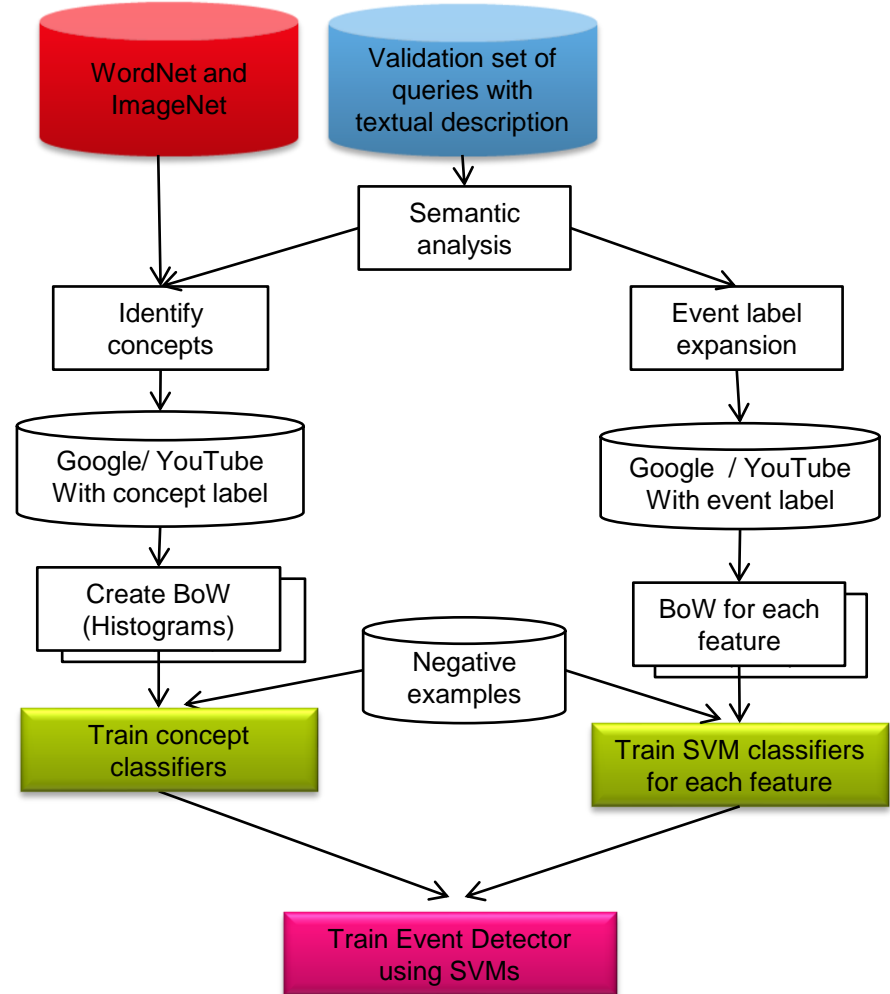 WordNet and
ImageNet
Validation set of
queries with
textual description
Semantic
analysis
Identify
concepts
Event label
expansion
Google/ YouTube
With concept label
Google / YouTube
With event label
Create BoW
(Histograms)
BoW for each
feature
Negative
examples
Train concept
classifiers
Train SVM classifiers
for each feature
Train Event Detector
using SVMs